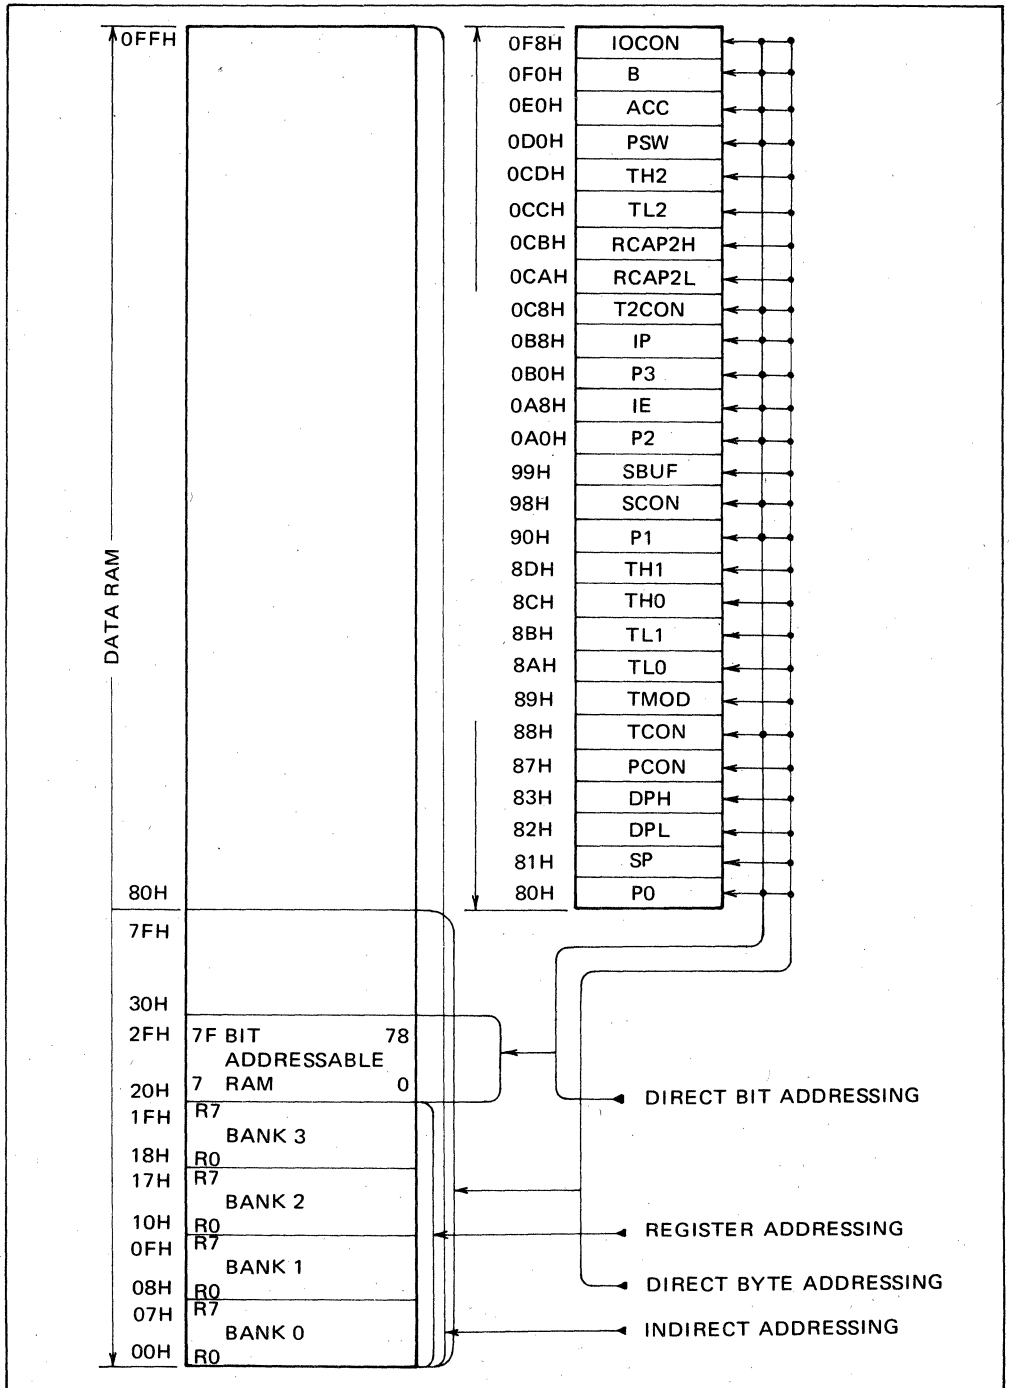 0FFH
0F8H IOCON
0F0H B
0E0H ACC
0D0H PSW
0CDH TH2
0CCH TL2
0CBH RCAP2H
0CAH RCAP2L
0C8H T2CON
0B8H IP
0B0H P3
0A8H IE
0A0H P2
99H SBUF
98H SCON
90H P1
8DH TH1
8CH TH0
8BH TL1
8AH TL0
89H TMOD
88H TCON
87H PCON
83H DPH
82H DPL
81H SP
80H P0
DATA RAM
80H
7FH
30H
2FH 7F BIT 78
ADDRESSABLE
20H 7 RAM 0
1FH R7
BANK 3
18H R0
17H R7
BANK 2
10H R0
0FH R7
BANK 1
08H R0
07H R7
BANK 0
00H R0
DIRECT BIT ADDRESSING
REGISTER ADDRESSING
DIRECT BYTE ADDRESSING
INDIRECT ADDRESSING